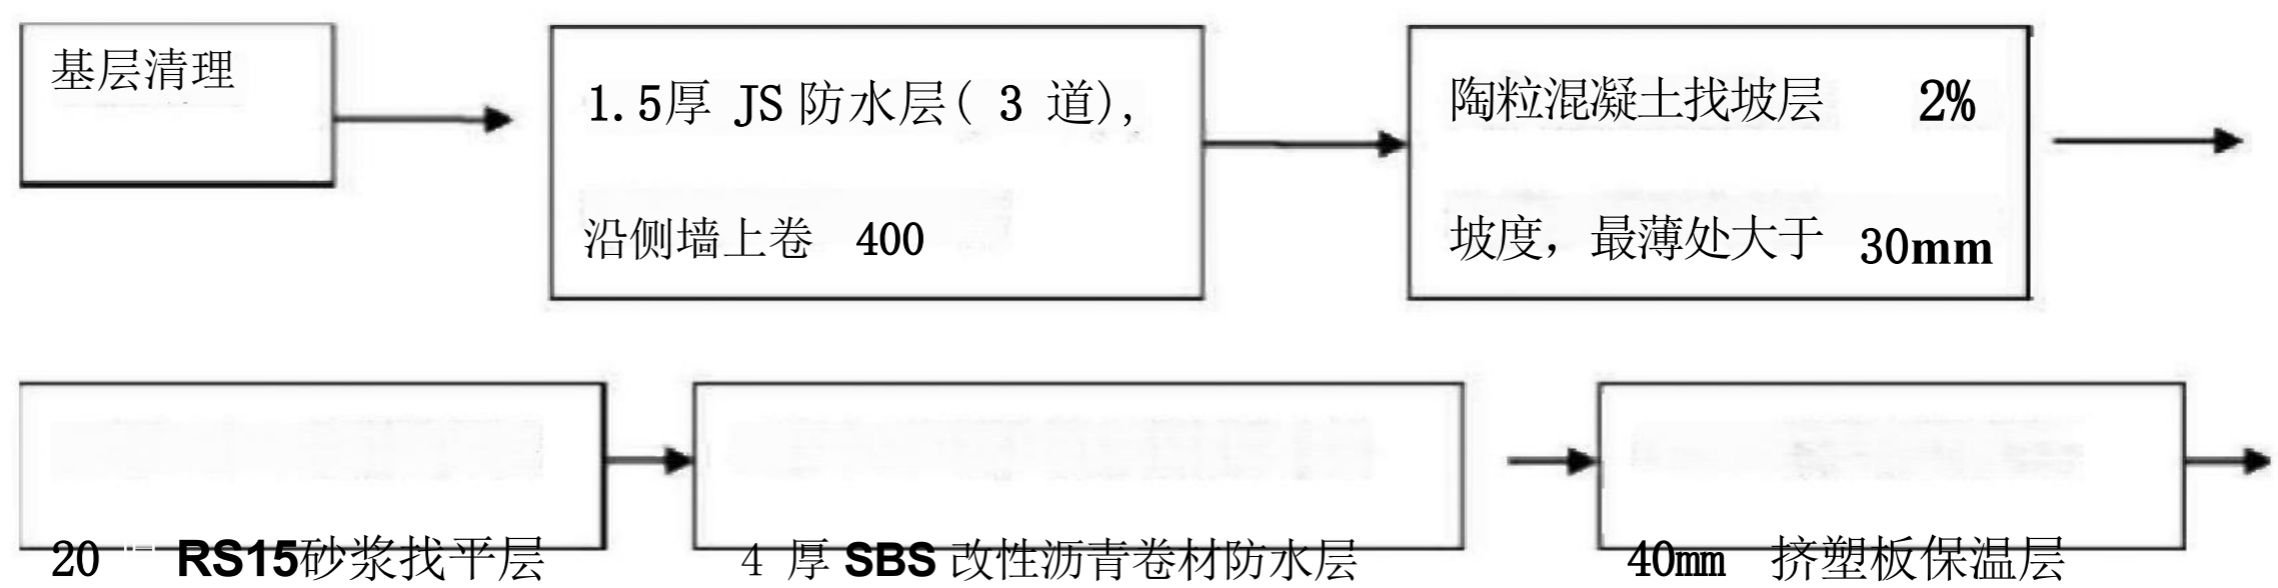 基层清理
1.5厚 JS 防水层( 3 道),
沿侧墙上卷 400
陶粒混凝土找坡层 2%
坡度，最薄处大于 30mm
20 RS15砂浆找平层
4 厚 SBS 改性沥青卷材防水层
40mm 挤塑板保温层